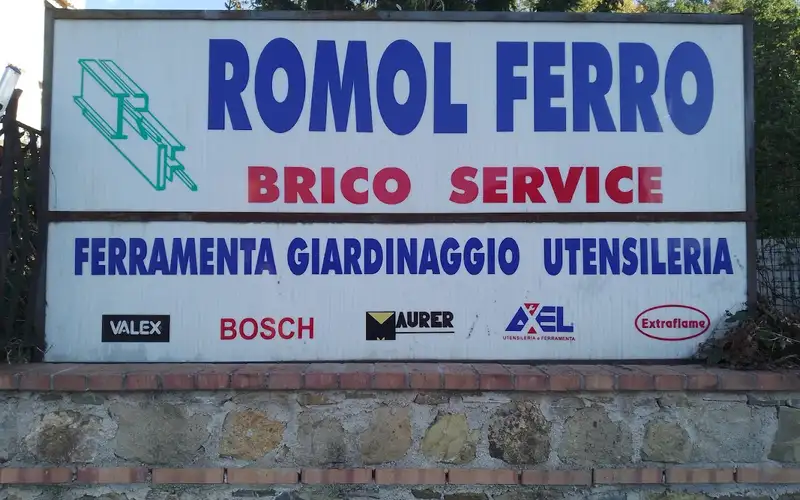 ROMOL FERRO
BRICO SERVICE
FERRAMENTA GIARDINAGGIO UTENSILERIA
VALEX BOSCH MAURER AXEL Extraflame
UTENSILERIA e FERRAMENTA